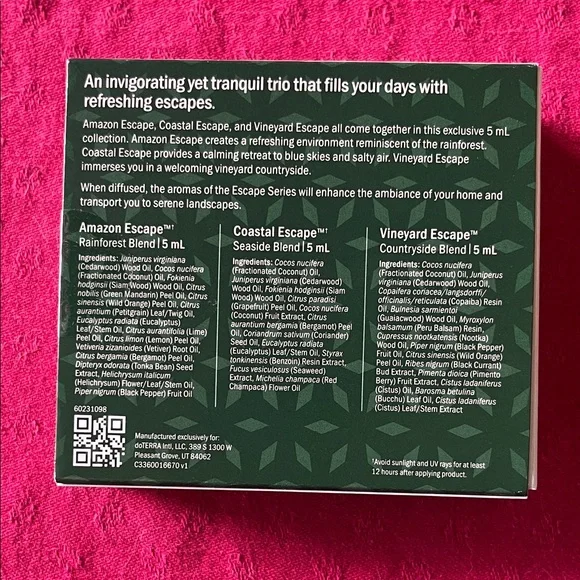 An invigorating yet tranquil trio that fills your days with
refreshing escapes.
Amazon Escape, Coastal Escape, and Vineyard Escape all come together in this exclusive 5 mL
collection. Amazon Escape creates a refreshing environment reminiscent of the rainforest.
Coastal Escape provides a calming retreat to blue skies and salty air. Vineyard Escape
immerses you in a welcoming vineyard countryside.
When diffused, the aromas of the Escape Series will enhance the ambiance of your home and
transport you to serene landscapes.
Amazon Escape™†
Rainforest Blend | 5 mL
Ingredients: Juniperus virginiana
(Cedarwood) Wood Oil, Cocos nucifera
(Fractionated Coconut) Oil, Fokienia
hodginsii (Siam Wood) Wood Oil, Citrus
nobilis (Green Mandarin) Peel Oil, Citrus
sinensis (Wild Orange) Peel Oil, Citrus
aurantium (Petitgrain) Leaf/Twig Oil,
Eucalyptus radiata (Eucalyptus)
Leaf/Stem Oil, Citrus aurantifolia (Lime)
Peel Oil, Citrus limon (Lemon) Peel Oil,
Vetiveria zizanioides (Vetiver) Root Oil,
Citrus bergamia (Bergamot) Peel Oil,
Dipteryx odorata (Tonka Bean) Seed
Extract, Helichrysum italicum
(Helichrysum) Flower/Leaf/Stem Oil,
Piper nigrum (Black Pepper) Fruit Oil
Coastal Escape™†
Seaside Blend | 5 mL
Ingredients: Cocos nucifera
(Fractionated Coconut) Oil,
Juniperus virginiana (Cedarwood)
Wood Oil, Fokienia hodginsii (Siam
Wood) Wood Oil, Citrus paradisi
(Grapefruit) Peel Oil, Cocos nucifera
(Coconut) Fruit Extract, Citrus
aurantium bergamia (Bergamot) Peel
Oil, Coriandrum sativum (Coriander)
Seed Oil, Eucalyptus radiata
(Eucalyptus) Leaf/Stem Oil, Styrax
tonkinensis (Benzoin) Resin Extract,
Fucus vesiculosus (Seaweed)
Extract, Michelia champaca (Red
Champaca) Flower Oil
Vineyard Escape™
Countryside Blend | 5 mL
Ingredients: Cocos nucifera
(Fractionated Coconut) Oil, Juniperus
virginiana (Cedarwood) Wood Oil,
Copaifera coriacea/langsdorffi/
officinalis/reticulata (Copaiba) Resin
Oil, Bulnesia sarmientoi
(Guaiacwood) Wood Oil, Myroxylon
balsamum (Peru Balsam) Resin,
Cupressus nootkatensis (Nootka)
Wood Oil, Piper nigrum (Black Pepper)
Fruit Oil, Citrus sinensis (Wild Orange)
Peel Oil, Ribes nigrum (Black Currant)
Bud Extract, Pimenta dioica (Pimento
Berry) Fruit Extract, Cistus ladaniferus
(Cistus) Oil, Barosma betulina
(Bucchu) Leaf Oil, Cistus ladaniferus
(Cistus) Leaf/Stem Extract
60231098
Manufactured exclusively for:
doTERRA Intl, LLC, 389 S 1300 W
Pleasant Grove, UT 84062
C3360016670 v1
†Avoid sunlight and UV rays for at least
12 hours after applying product.